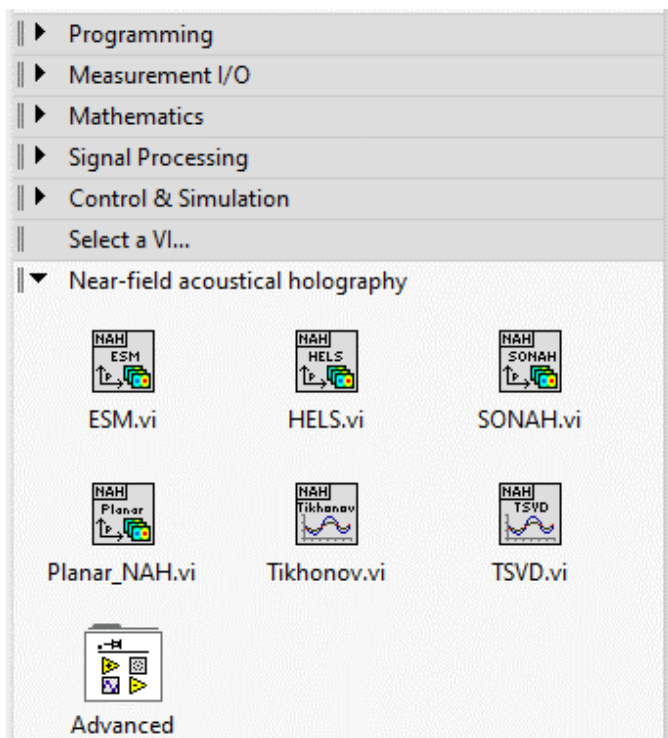 Programming
Measurement I/O
Mathematics
Signal Processing
Control & Simulation
Select a VI...
Near-field acoustical holography
NAH NAH NAH
ESM HELS SONAH
P P P
ESM.vi HELS.vi SONAH.vi
NAH NAH NAH
Planar Tikhonov TSVD
P
Planar_NAH.vi Tikhonov.vi TSVD.vi
Advanced